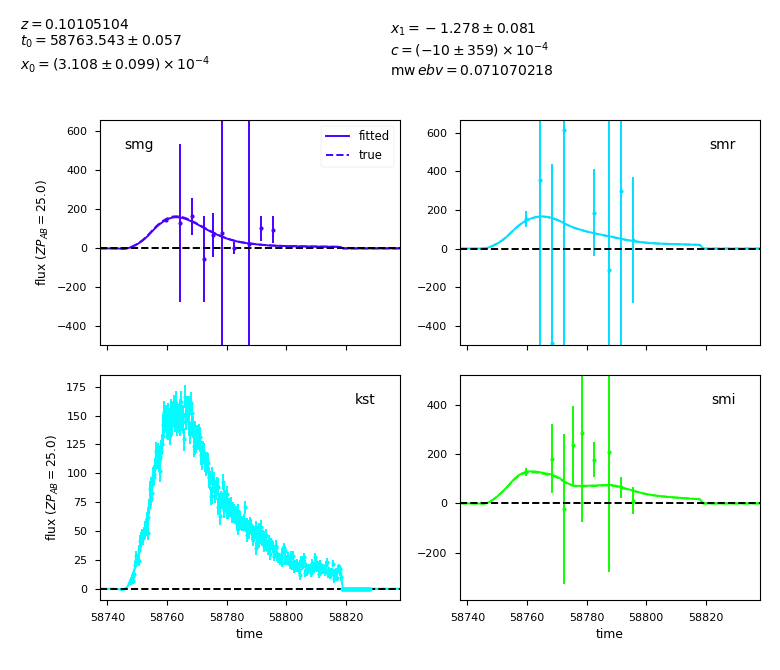 z = 0.10105104
t0 = 58763.543 ± 0.057
x0 = (3.108 ± 0.099) × 10^−4
x1 = −1.278 ± 0.081
c = (−10 ± 359) × 10^−4
mw ebv = 0.071070218
smg
fitted
true
600
400
200
0
−200
−400
flux (ZP_AB = 25.0)
smr
600
400
200
0
−200
−400
kst
175
150
125
100
75
50
25
0
flux (ZP_AB = 25.0)
58740 58760 58780 58800 58820
time
smi
400
200
0
−200
58740 58760 58780 58800 58820
time